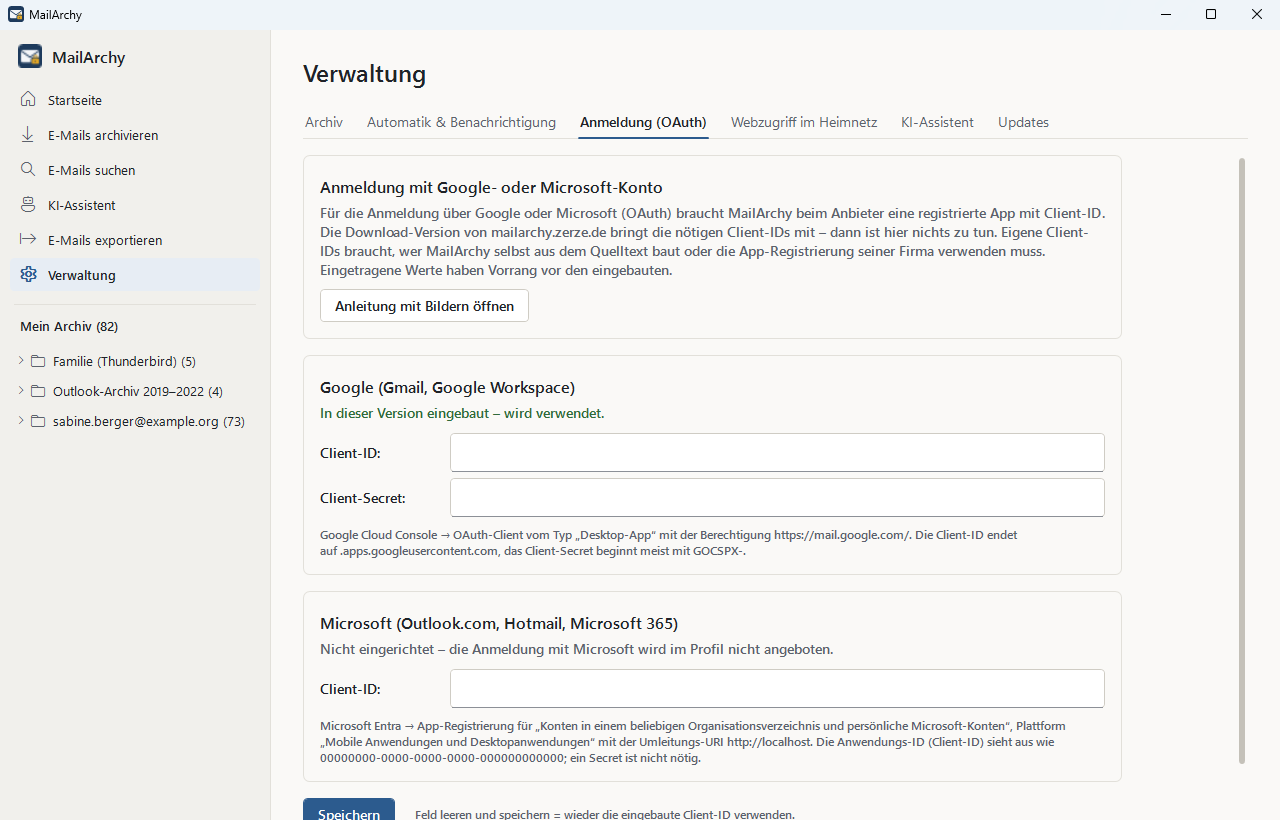 MailArchy
MailArchy
Startseite
E-Mails archivieren
E-Mails suchen
KI-Assistent
E-Mails exportieren
Verwaltung
Mein Archiv (82)
Familie (Thunderbird) (5)
Outlook-Archiv 2019–2022 (4)
sabine.berger@example.org (73)
Verwaltung
Archiv Automatik & Benachrichtigung Anmeldung (OAuth) Webzugriff im Heimnetz KI-Assistent Updates
Anmeldung mit Google- oder Microsoft-Konto
Für die Anmeldung über Google oder Microsoft (OAuth) braucht MailArchy beim Anbieter eine registrierte App mit Client-ID.
Die Download-Version von mailarchy.zerze.de bringt die nötigen Client-IDs mit – dann ist hier nichts zu tun. Eigene Client-
IDs braucht, wer MailArchy selbst aus dem Quelltext baut oder die App-Registrierung seiner Firma verwenden muss.
Eingetragene Werte haben Vorrang vor den eingebauten.
Anleitung mit Bildern öffnen
Google (Gmail, Google Workspace)
In dieser Version eingebaut – wird verwendet.
Client-ID:
Client-Secret:
Google Cloud Console → OAuth-Client vom Typ „Desktop-App“ mit der Berechtigung https://mail.google.com/. Die Client-ID endet
auf .apps.googleusercontent.com, das Client-Secret beginnt meist mit GOCSPX-.
Microsoft (Outlook.com, Hotmail, Microsoft 365)
Nicht eingerichtet – die Anmeldung mit Microsoft wird im Profil nicht angeboten.
Client-ID:
Microsoft Entra → App-Registrierung für „Konten in einem beliebigen Organisationsverzeichnis und persönliche Microsoft-Konten“, Plattform
„Mobile Anwendungen und Desktopanwendungen“ mit der Umleitungs-URI http://localhost. Die Anwendungs-ID (Client-ID) sieht aus wie
00000000-0000-0000-0000-000000000000; ein Secret ist nicht nötig.
Speichern Feld leeren und speichern = wieder die eingebaute Client-ID verwenden.